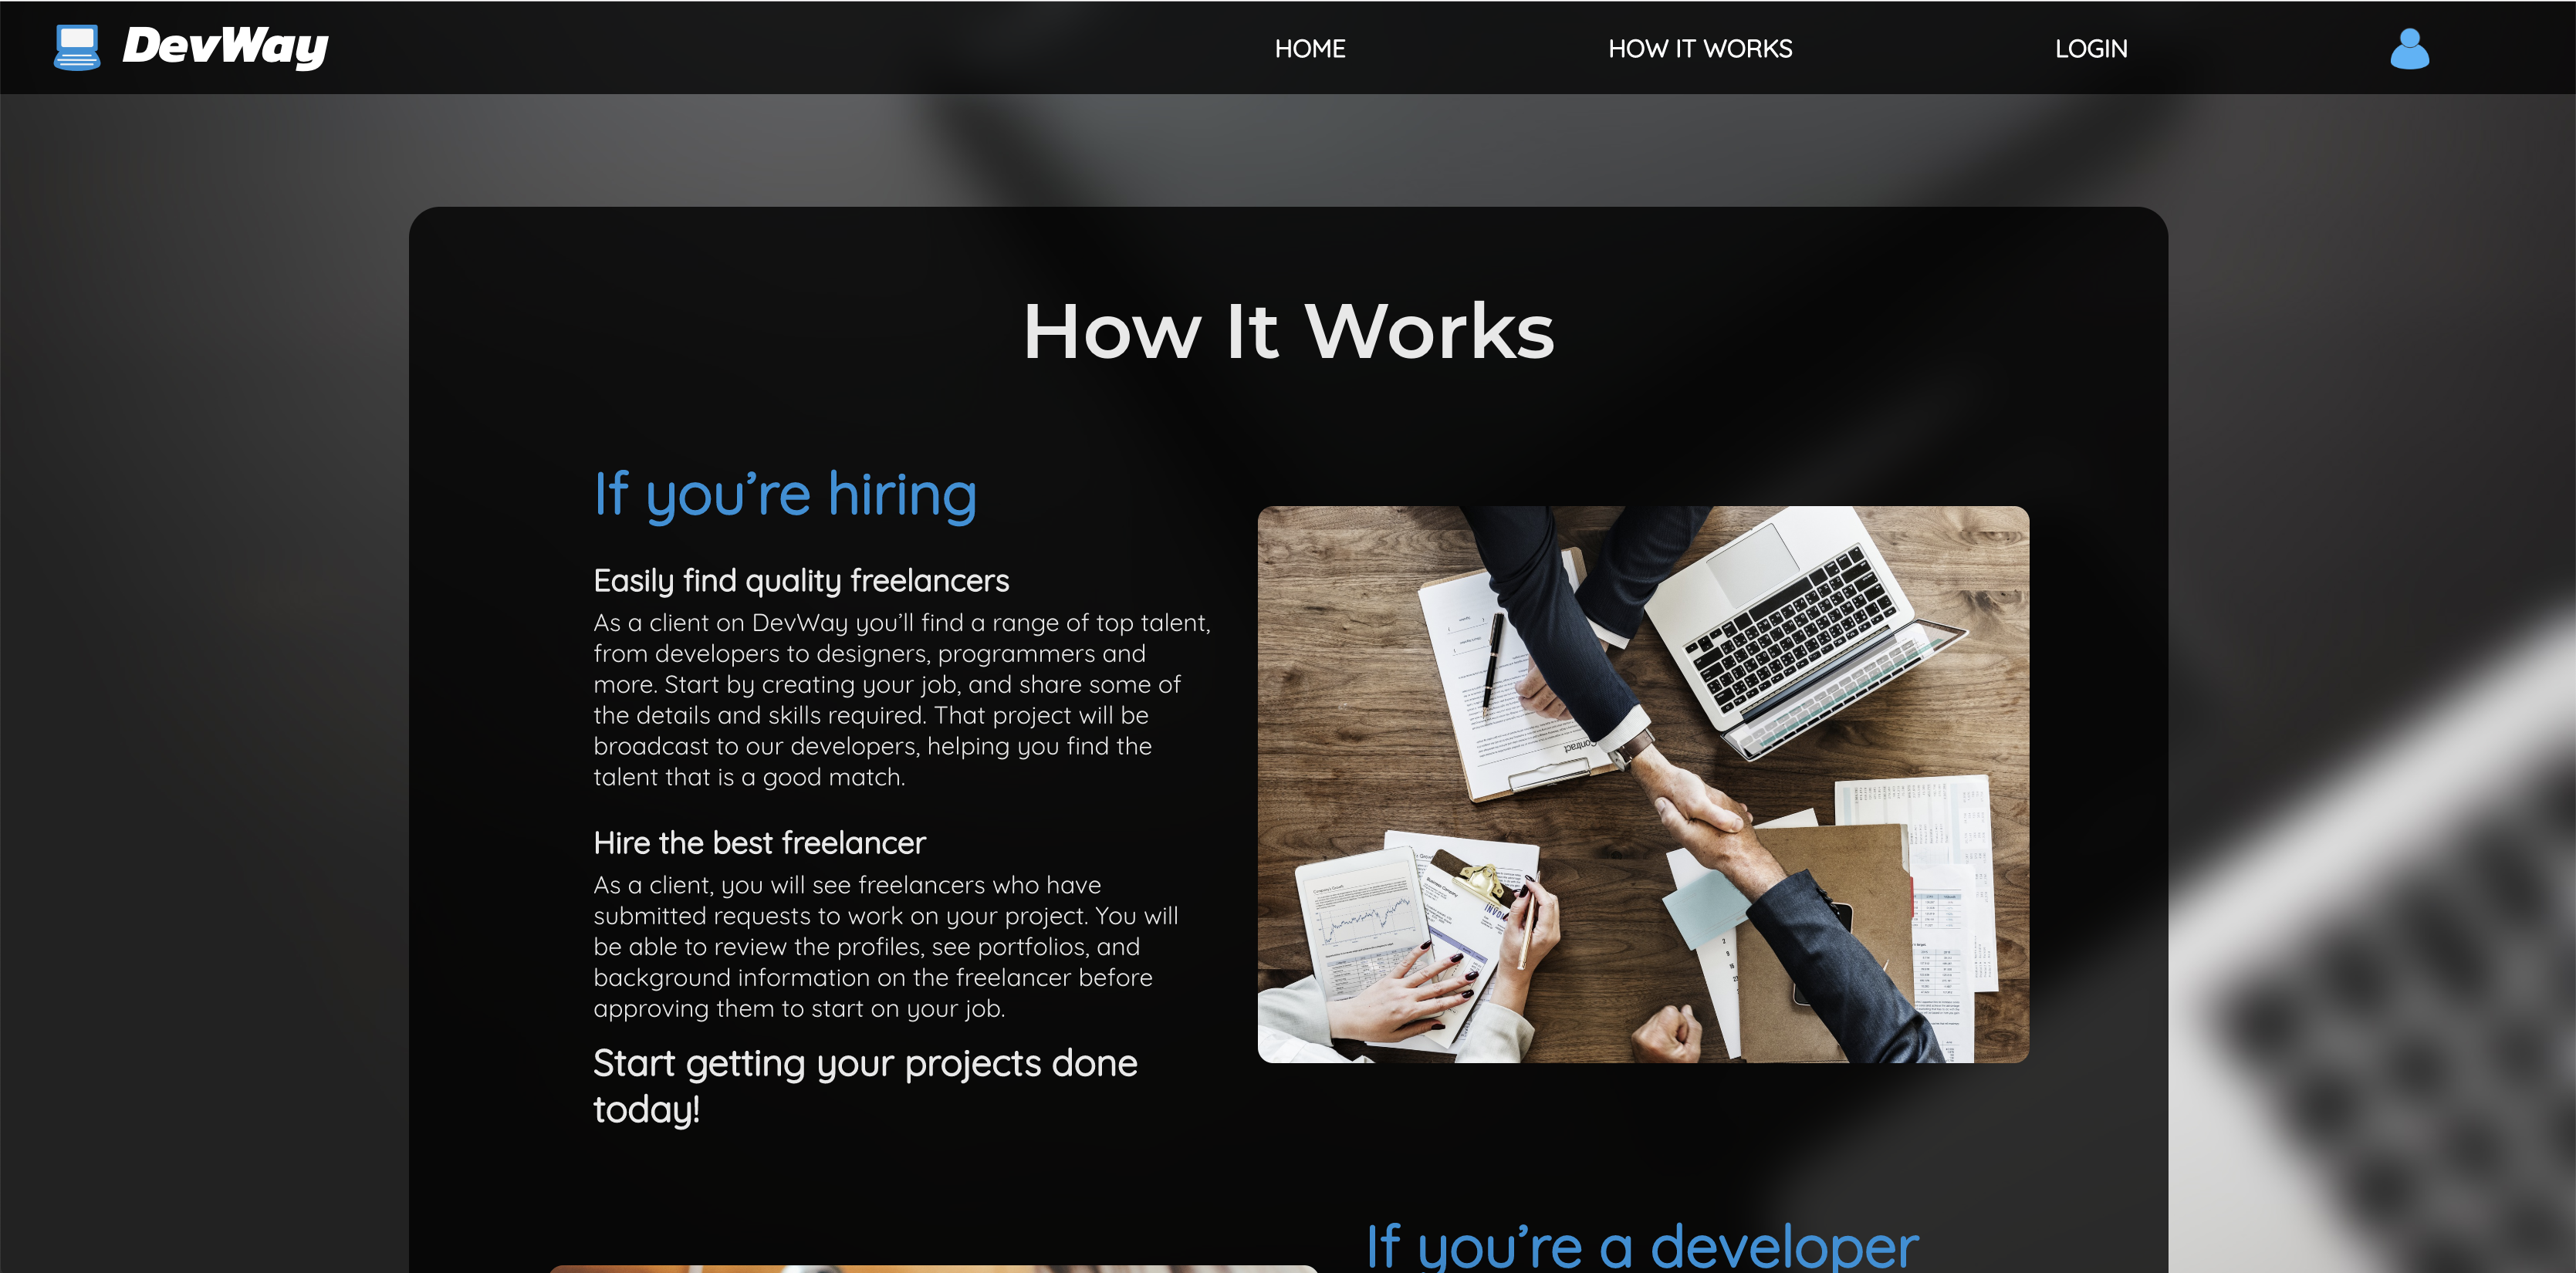 DevWay
HOME
HOW IT WORKS
LOGIN
How It Works
If you’re hiring
Easily find quality freelancers
As a client on DevWay you’ll find a range of top talent,
from developers to designers, programmers and
more. Start by creating your job, and share some of
the details and skills required. That project will be
broadcast to our developers, helping you find the
talent that is a good match.
Hire the best freelancer
As a client, you will see freelancers who have
submitted requests to work on your project. You will
be able to review the profiles, see portfolios, and
background information on the freelancer before
approving them to start on your job.
Start getting your projects done
today!
Contract
If you’re a developer